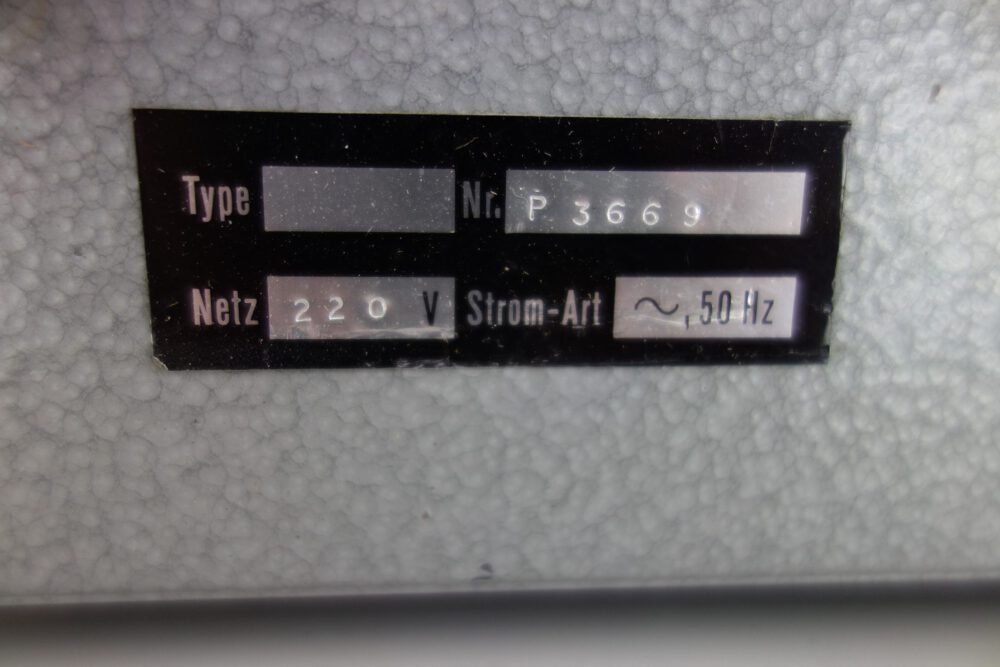 Type Nr. P 3669
Netz 220 V Strom-Art ~, 50 Hz